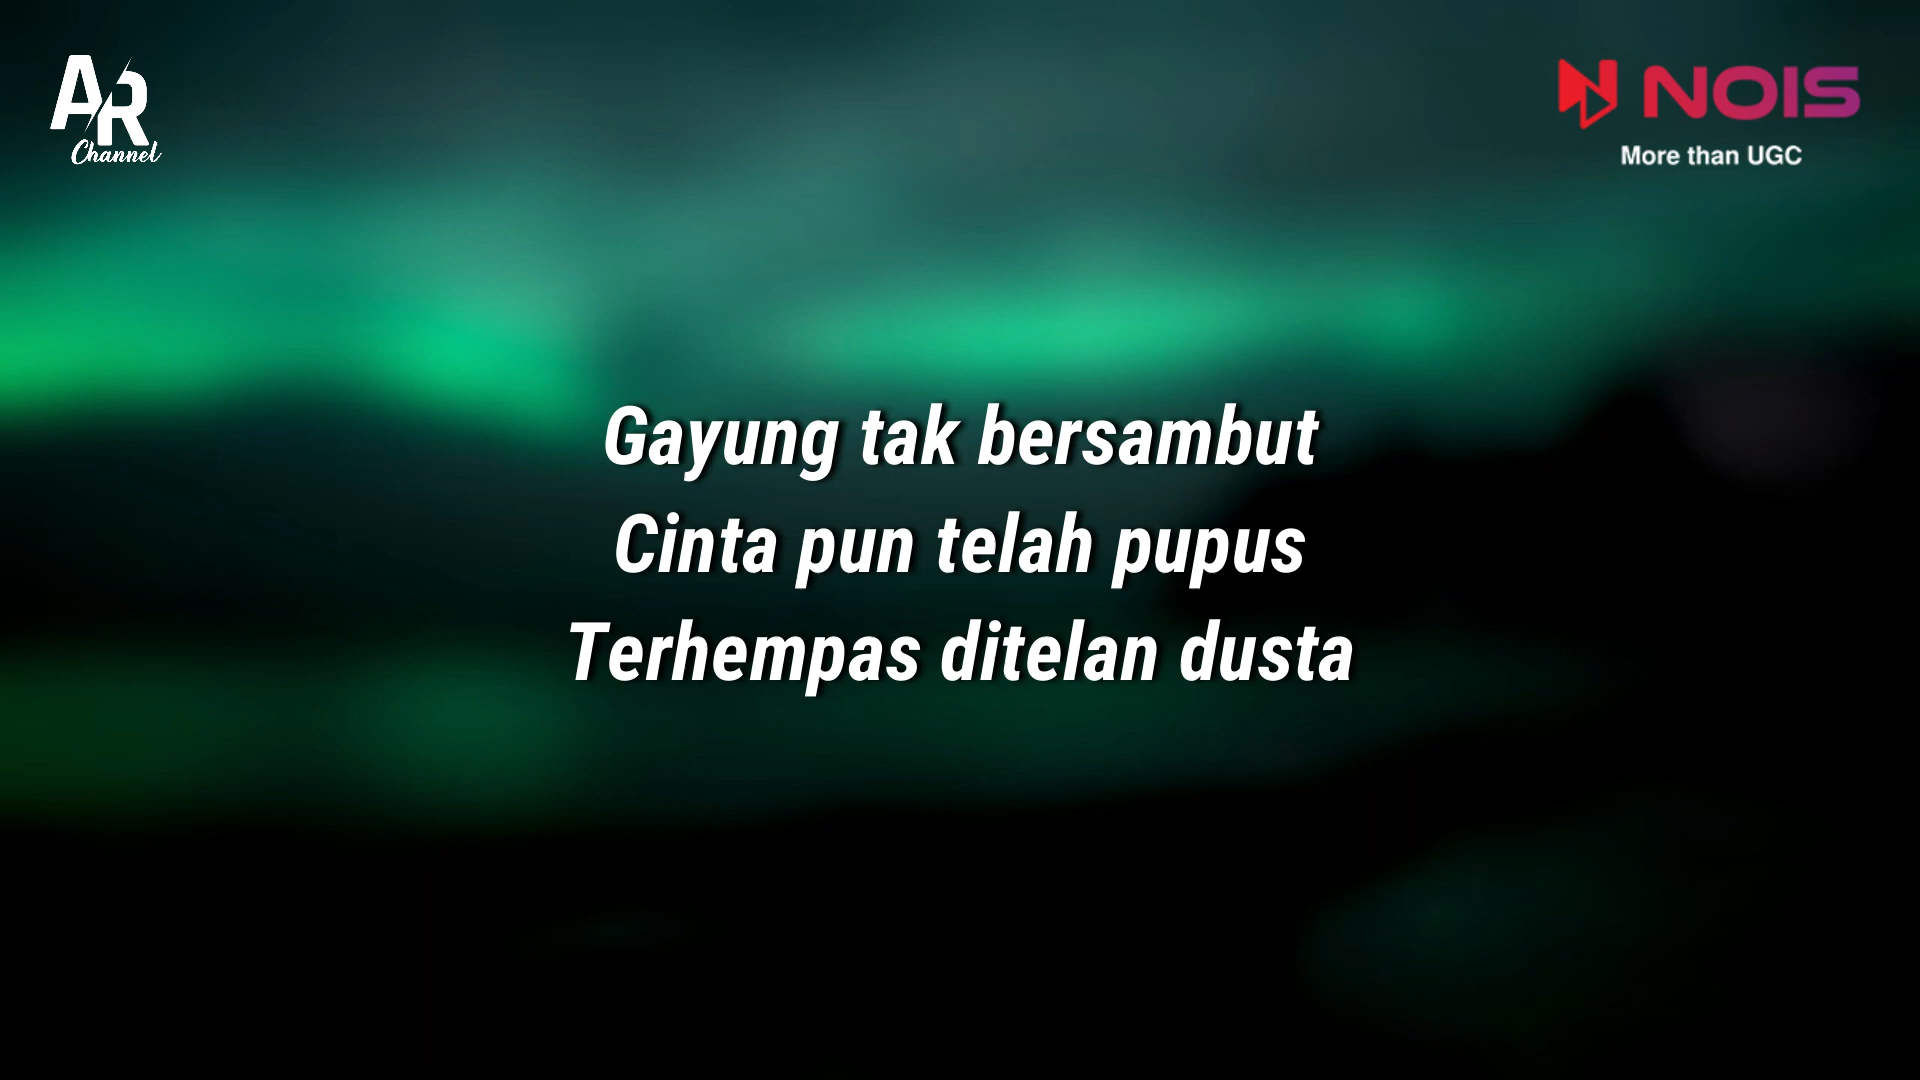 AR
Channel
NOIS
More than UGC
Gayung tak bersambut
Cinta pun telah pupus
Terhempas ditelan dusta